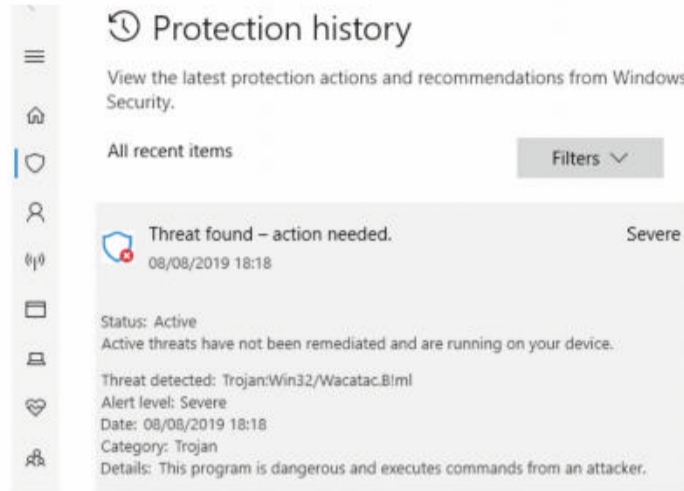 Protection history
View the latest protection actions and recommendations from Windows
Security.
All recent items
Filters
Threat found – action needed.
Severe
08/08/2019 18:18
Status: Active
Active threats have not been remediated and are running on your device.
Threat detected: Trojan:Win32/Wacatac.B!ml
Alert level: Severe
Date: 08/08/2019 18:18
Category: Trojan
Details: This program is dangerous and executes commands from an attacker.